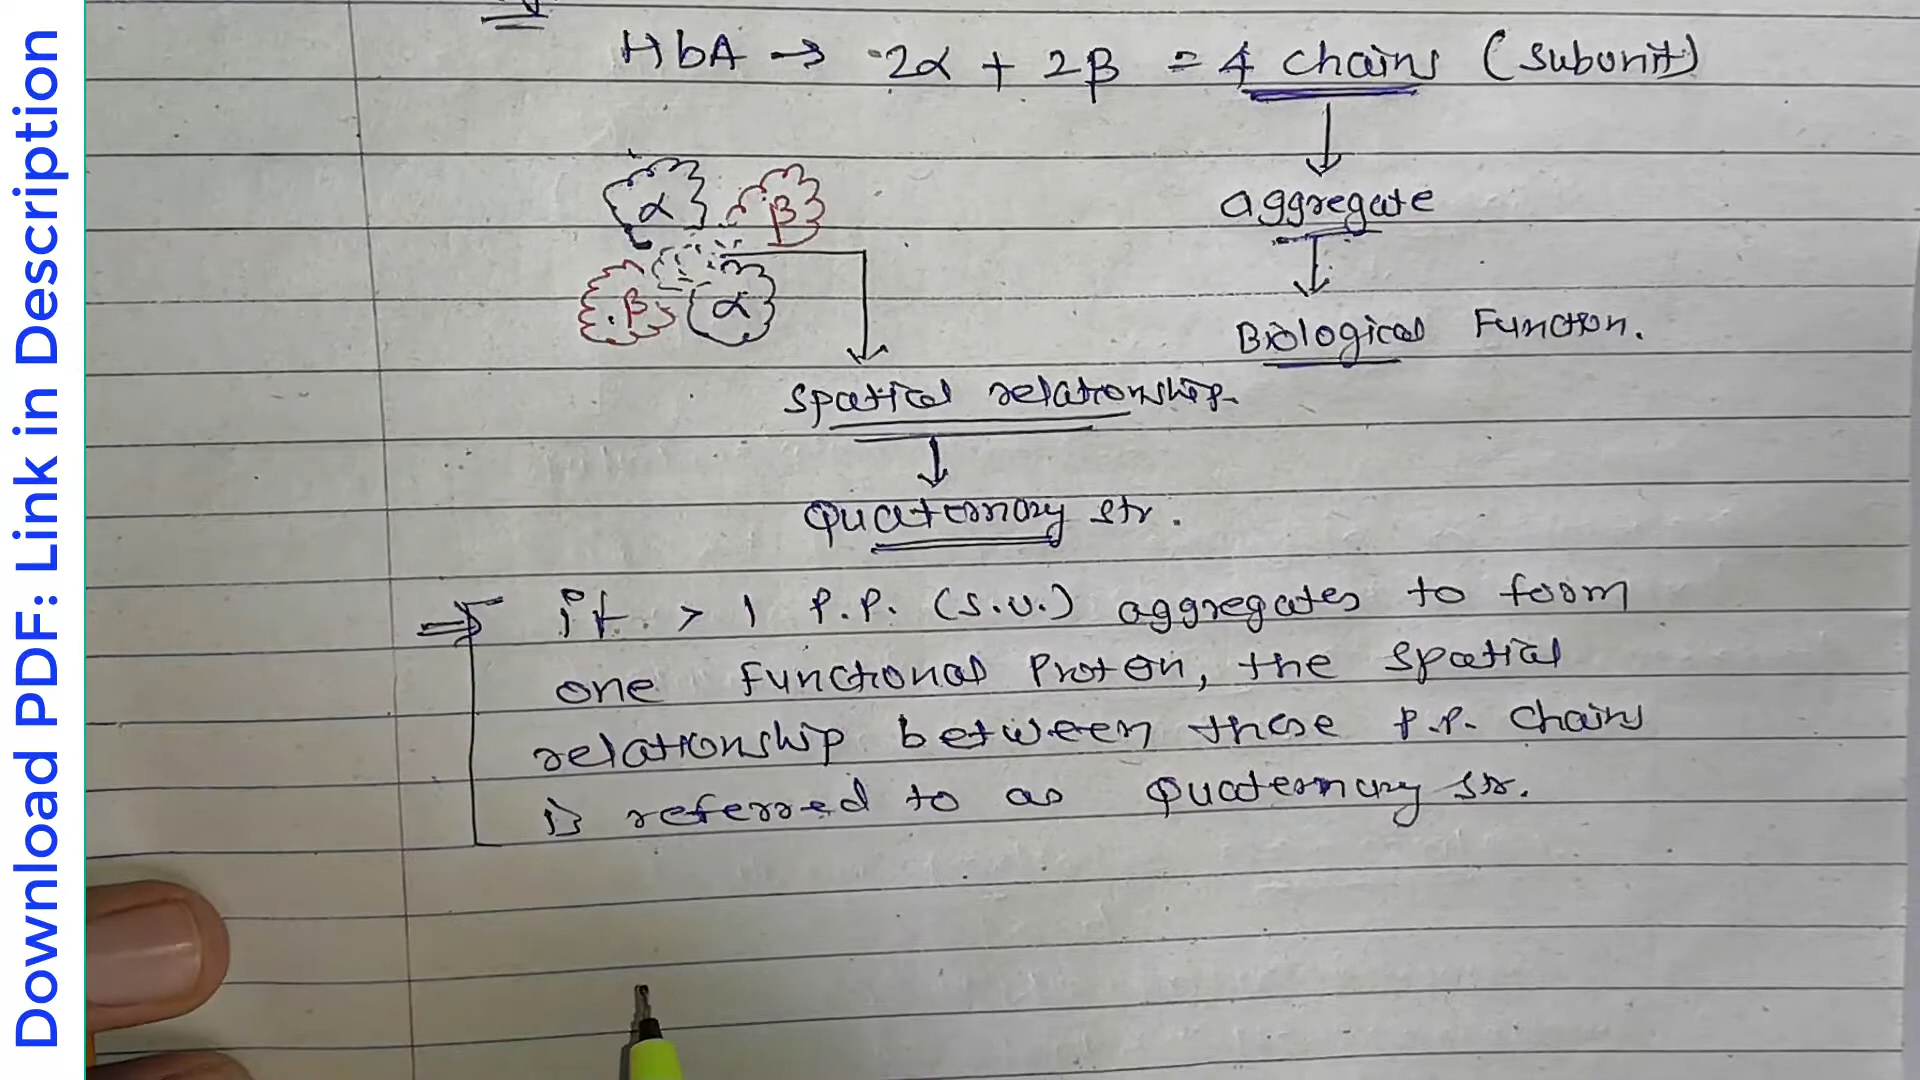 Download PDF: Link in Description
HbA → 2α + 2β = 4 chains (subunit)
α β
β α
aggregate
Biological Function.
spatial relationship
Quaternary str.
⇒ if > 1 P.P. (S.U.) aggregates to form
one Functional Protein, the spatial
relationship between these P.P. chains
is referred to as Quaternary str.